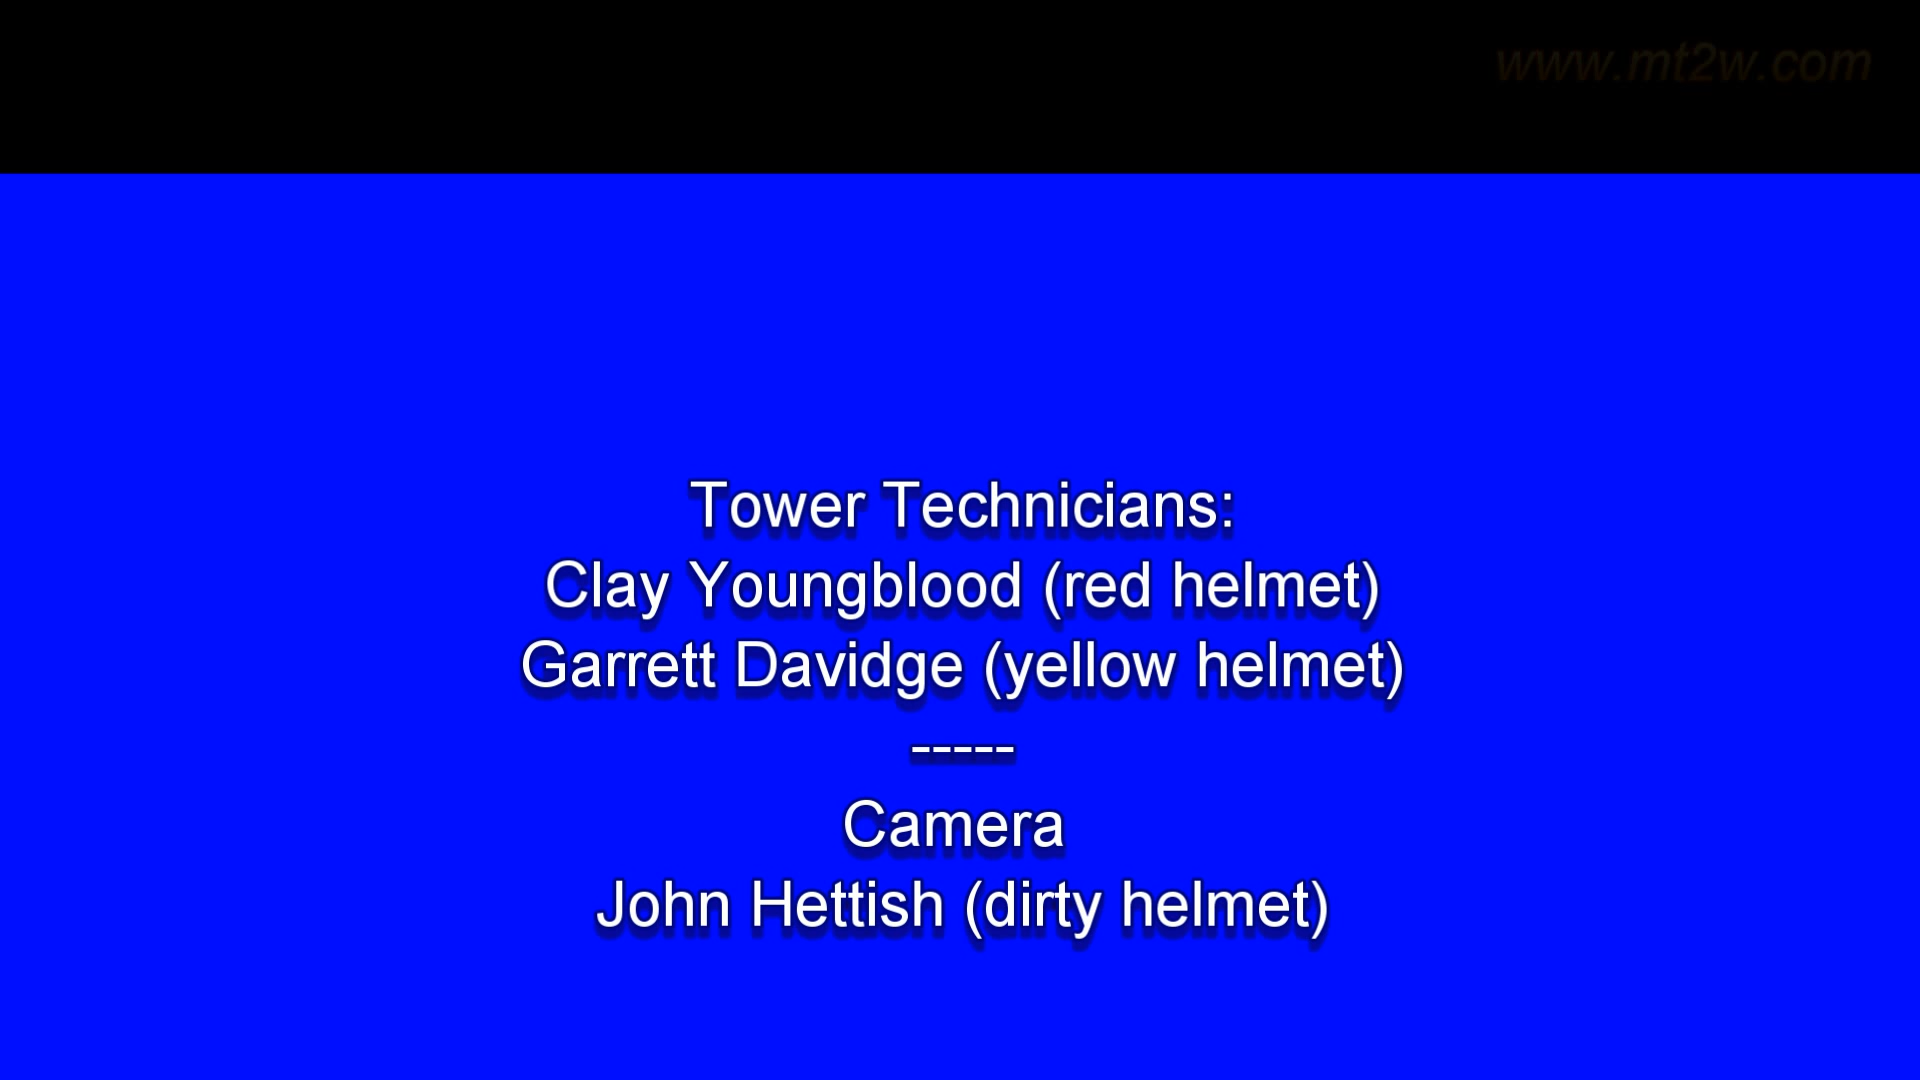 www.mt2w.com
Tower Technicians:
Clay Youngblood (red helmet)
Garrett Davidge (yellow helmet)
-----
Camera
John Hettish (dirty helmet)